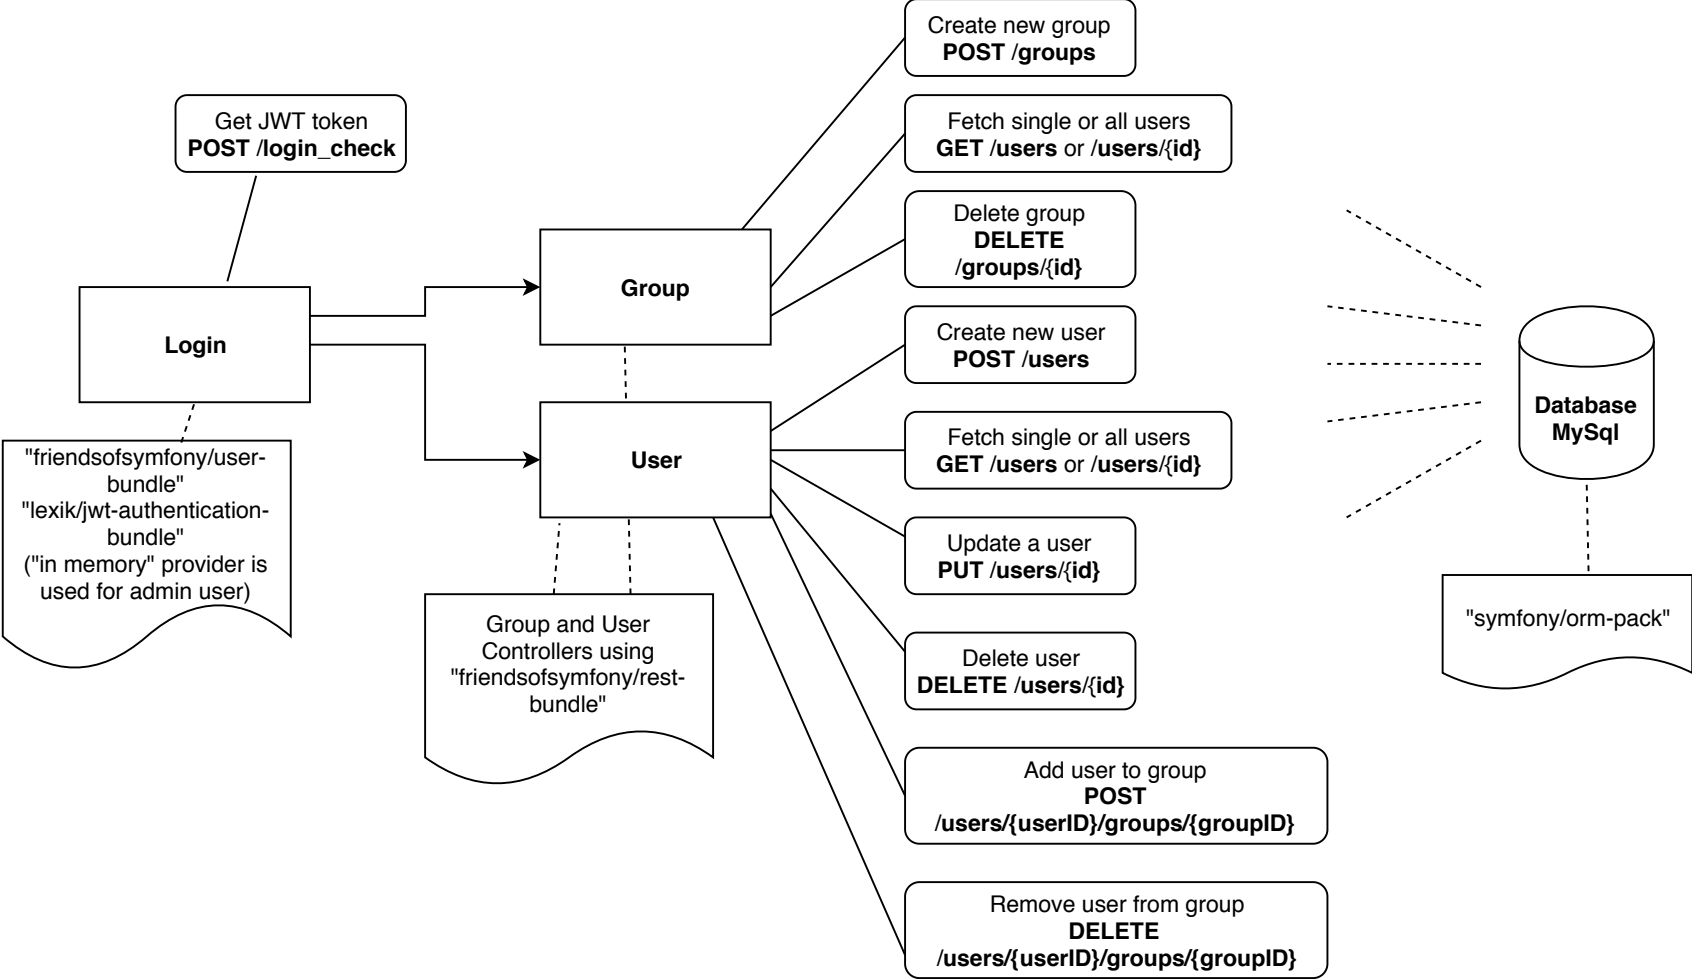 Create new group
POST /groups
Get JWT token
POST /login_check
Fetch single or all users
GET /users or /users/{id}
Delete group
DELETE
/groups/{id}
Group
Login
Create new user
POST /users
Database
MySql
User
Fetch single or all users
GET /users or /users/{id}
"friendsofsymfony/user-
bundle"
"lexik/jwt-authentication-
bundle"
("in memory" provider is
used for admin user)
Update a user
PUT /users/{id}
Group and User
Controllers using
"friendsofsymfony/rest-
bundle"
"symfony/orm-pack"
Delete user
DELETE /users/{id}
Add user to group
POST
/users/{userID}/groups/{groupID}
Remove user from group
DELETE
/users/{userID}/groups/{groupID}